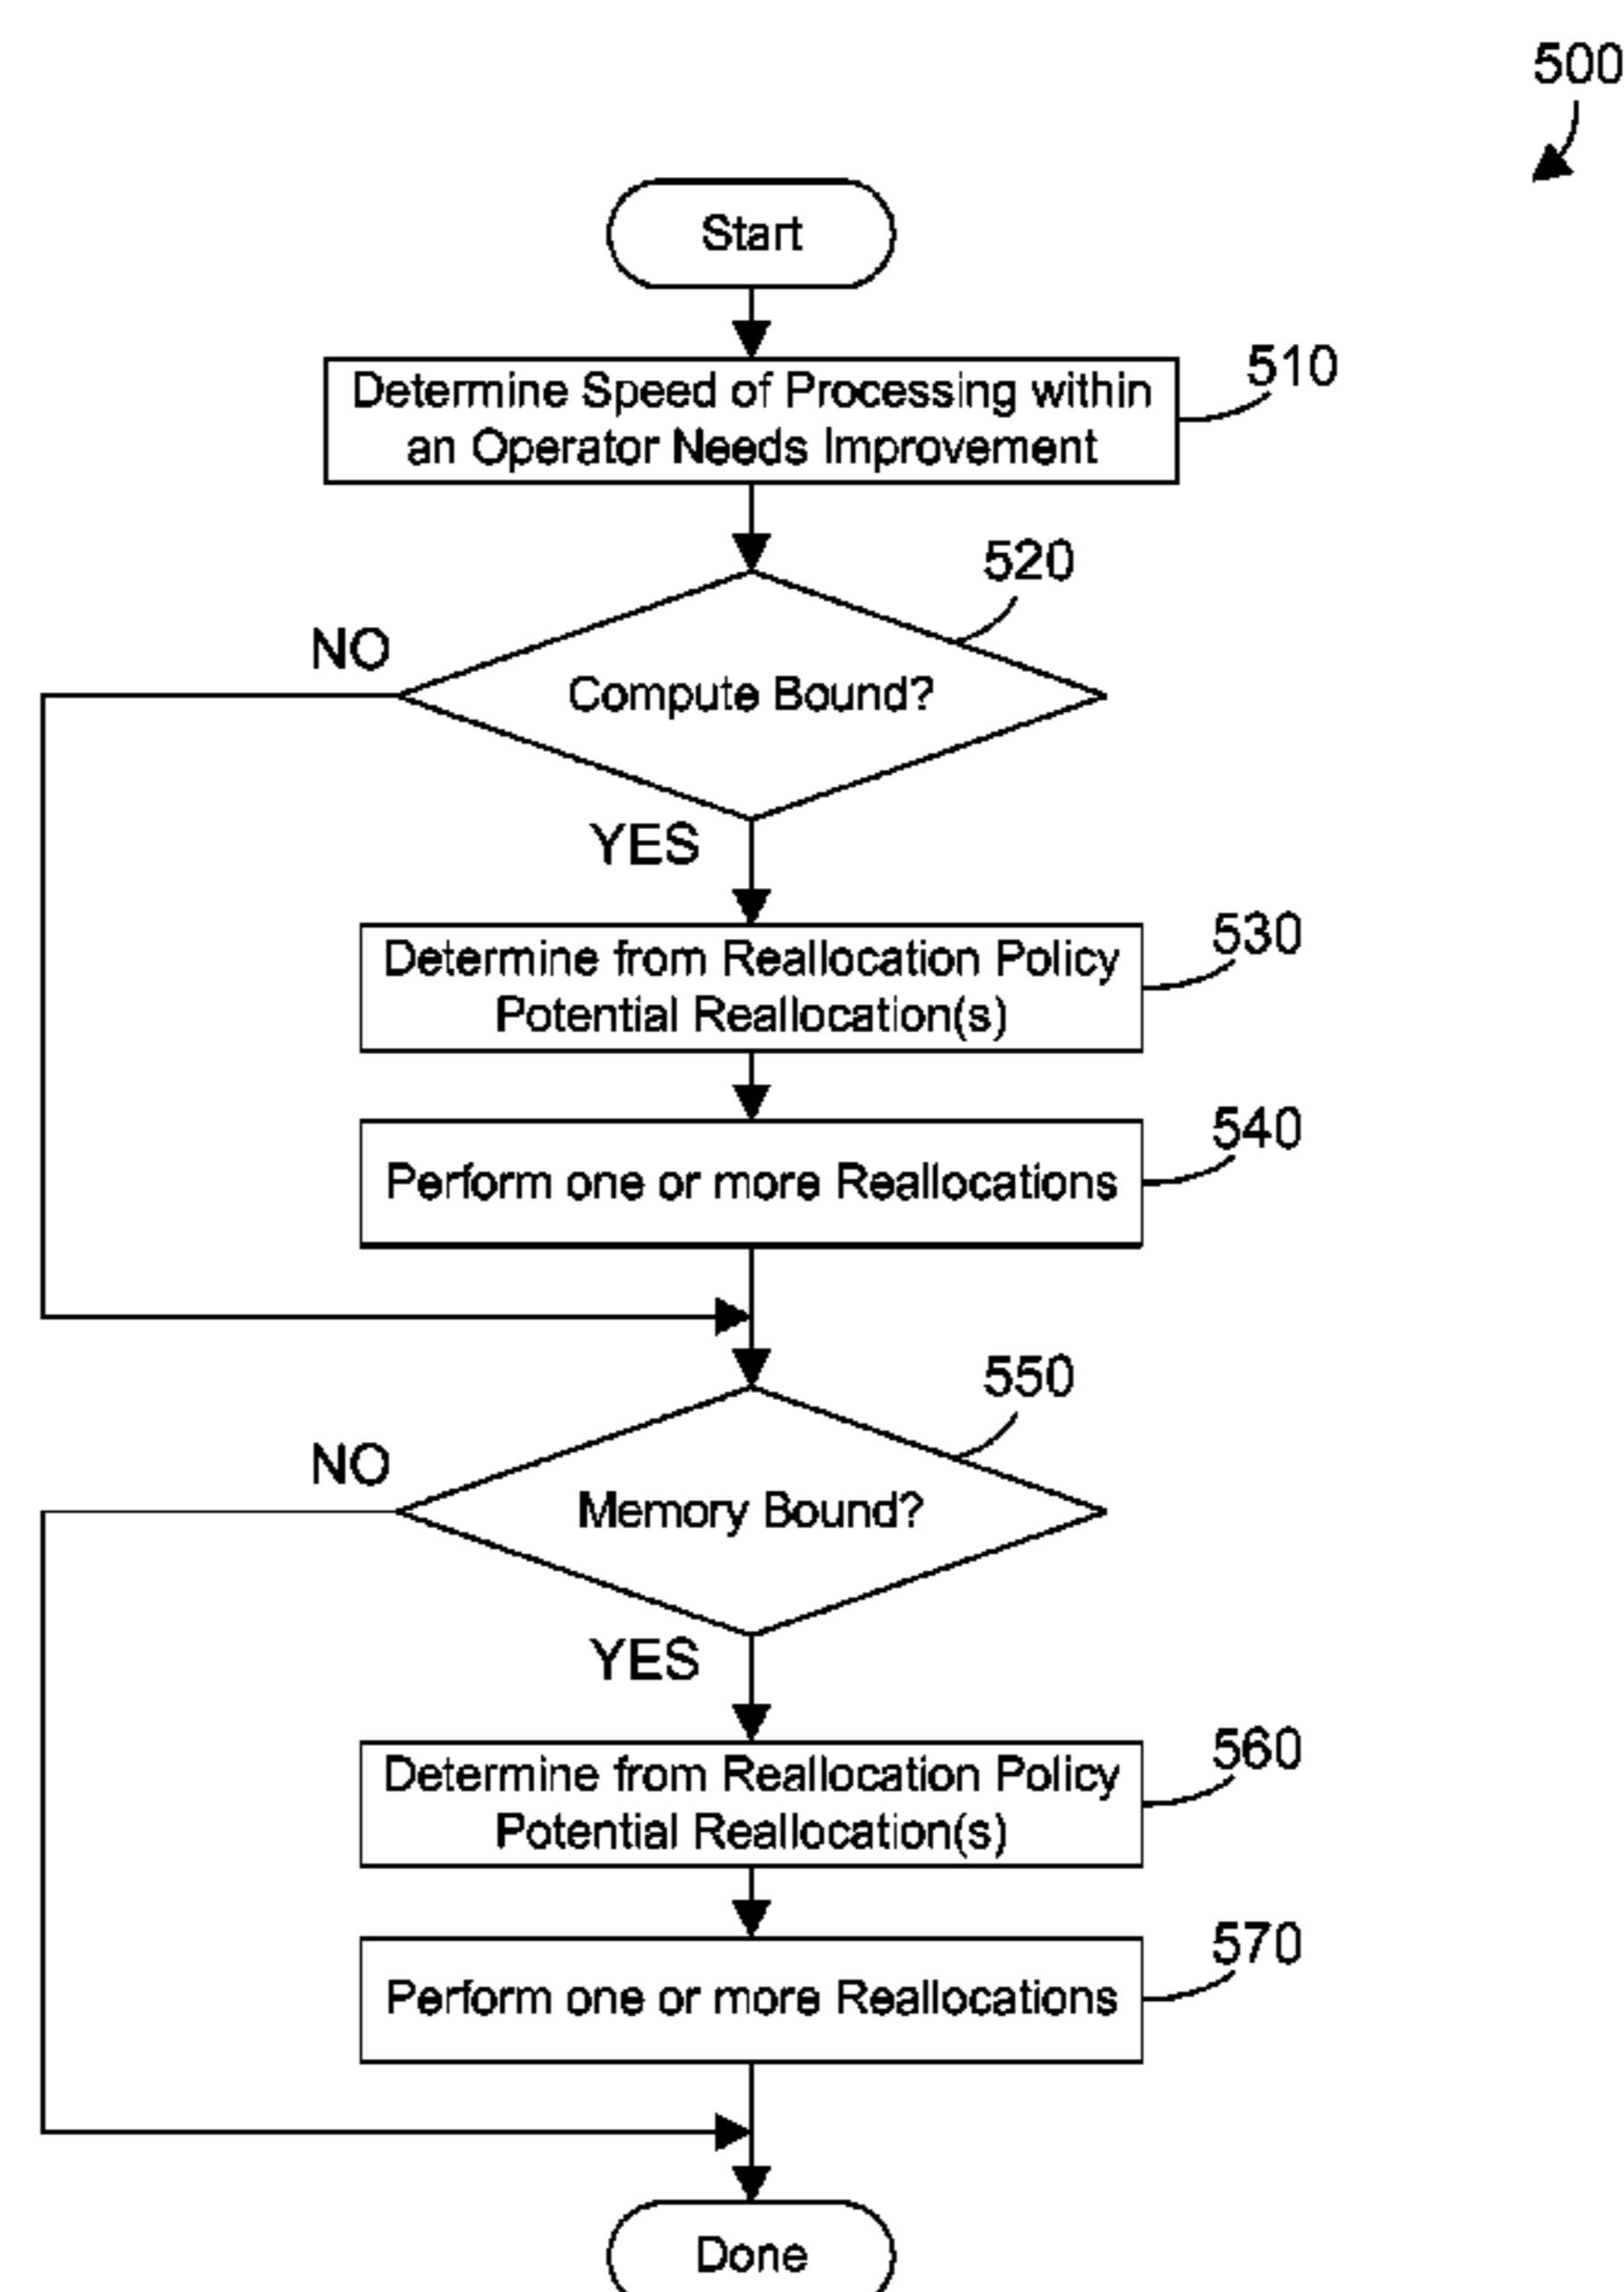 500
Start
Determine Speed of Processing within
an Operator Needs Improvement
510
520
NO
Compute Bound?
YES
Determine from Reallocation Policy
Potential Reallocation(s)
530
Perform one or more Reallocations
540
550
NO
Memory Bound?
YES
Determine from Reallocation Policy
Potential Reallocation(s)
560
Perform one or more Reallocations
570
Done